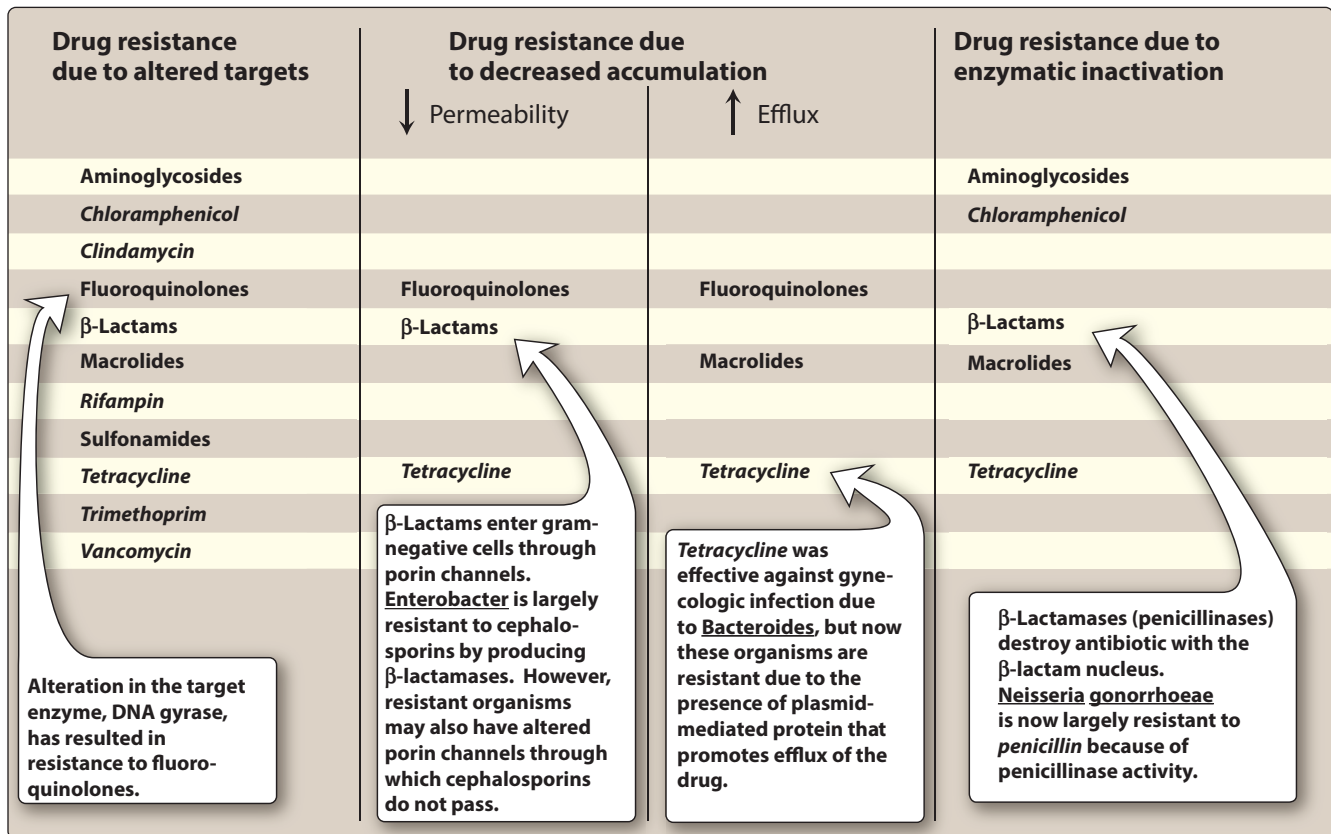 Drug resistance
due to altered targets
Drug resistance due
to decreased accumulation
↓ Permeability
↑ Efflux
Drug resistance due to
enzymatic inactivation
Aminoglycosides
Chloramphenicol
Clindamycin
Fluoroquinolones
β-Lactams
Macrolides
Rifampin
Sulfonamides
Tetracycline
Trimethoprim
Vancomycin
Fluoroquinolones
β-Lactams
Tetracycline
Fluoroquinolones
Macrolides
Tetracycline
Aminoglycosides
Chloramphenicol
β-Lactams
Macrolides
Tetracycline
Alteration in the target
enzyme, DNA gyrase,
has resulted in
resistance to fluoro-
quinolones.
β-Lactams enter gram-
negative cells through
porin channels.
Enterobacter is largely
resistant to cephalo-
sporins by producing
β-lactamases. However,
resistant organisms
may also have altered
porin channels through
which cephalosporins
do not pass.
Tetracycline was
effective against gyne-
cologic infection due
to Bacteroides, but now
these organisms are
resistant due to the
presence of plasmid-
mediated protein that
promotes efflux of the
drug.
β-Lactamases (penicillinases)
destroy antibiotic with the
β-lactam nucleus.
Neisseria gonorrhoeae
is now largely resistant to
penicillin because of
penicillinase activity.